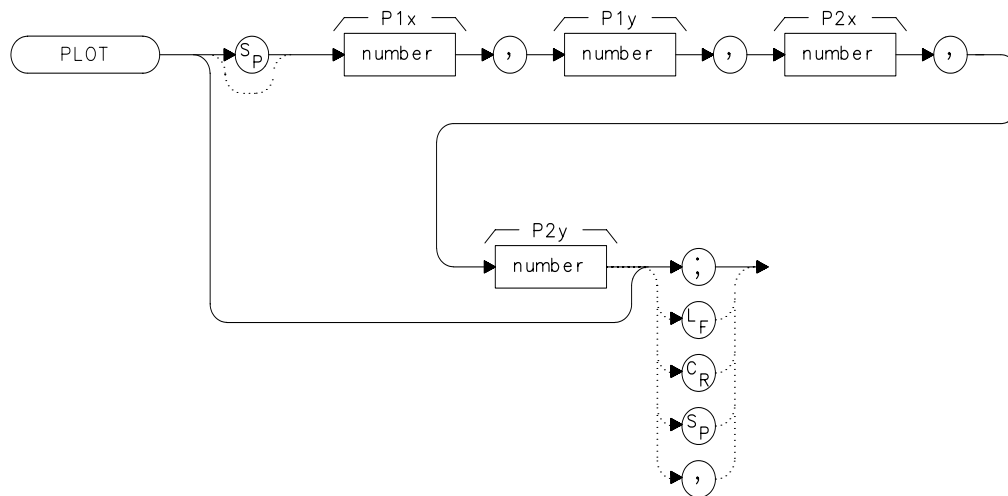 P1x P1y P2x
PLOT SP number , number , number ,
P2y
number ;
LF
CR
SP
,